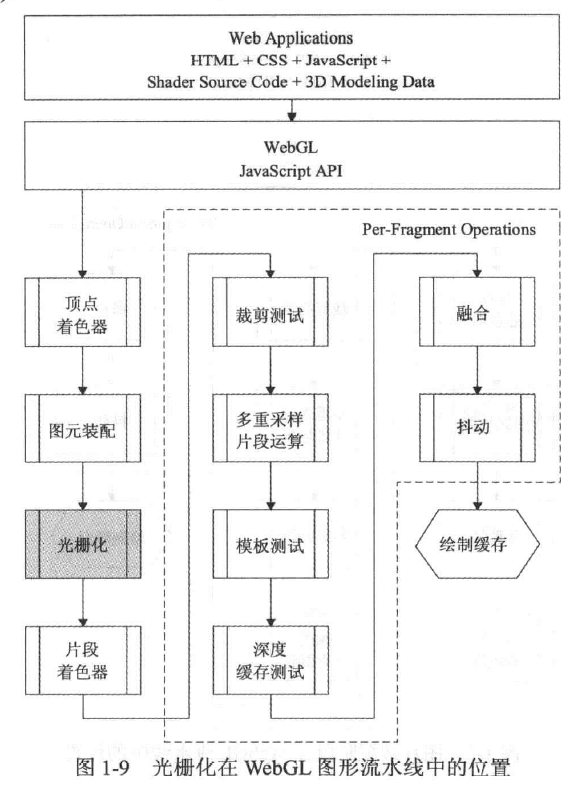 Web Applications
HTML + CSS + JavaScript +
Shader Source Code + 3D Modeling Data
WebGL
JavaScript API
Per-Fragment Operations
顶点
着色器
图元装配
光栅化
片段
着色器
裁剪测试
多重采样
片段运算
模板测试
深度
缓存测试
融合
抖动
绘制缓存
图 1-9 光栅化在 WebGL 图形流水线中的位置